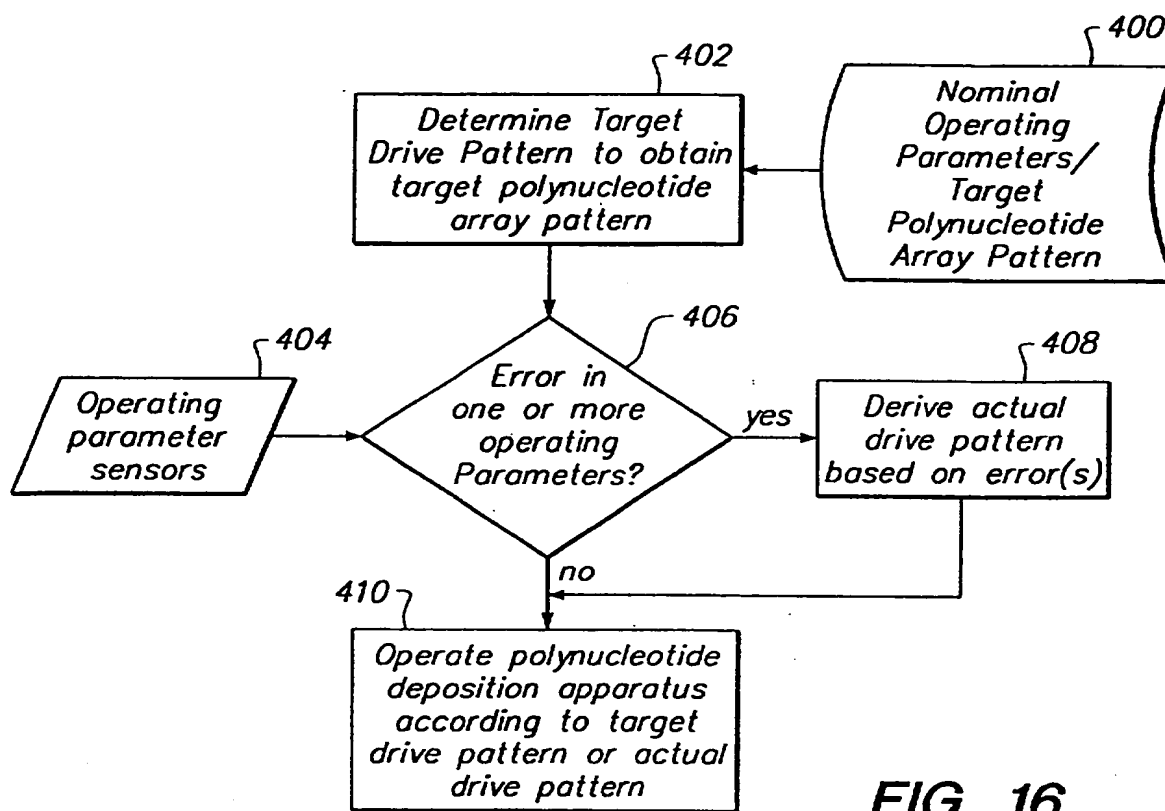 402
Determine Target
Drive Pattern to obtain
target polynucleotide
array pattern
400
Nominal
Operating
Parameters/
Target
Polynucleotide
Array Pattern
404
Operating
parameter
sensors
406
Error in
one or more
operating
Parameters?
yes
408
Derive actual
drive pattern
based on error(s)
no
410
Operate polynucleotide
deposition apparatus
according to target
drive pattern or actual
drive pattern
FIG. 16